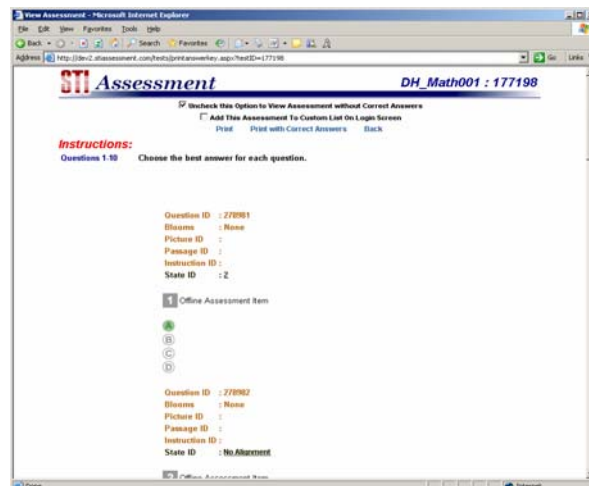 View Assessment - Microsoft Internet Explorer
File Edit View Favorites Tools Help
Back Search Favorites
Address http://dev2.stiassessment.com/tests/printanswerkey.aspx?testID=177198 Go Links
STI Assessment DH_Math001 : 177198
Uncheck this Option to View Assessment without Correct Answers
Add This Assessment To Custom List On Login Screen
Print Print with Correct Answers Back
Instructions:
Questions 1-10 Choose the best answer for each question.
Question ID : 278981
Blooms : None
Picture ID :
Passage ID :
Instruction ID :
State ID : 2
1 Offline Assessment Item
A
B
C
D
Question ID : 278982
Blooms : None
Picture ID :
Passage ID :
Instruction ID :
State ID : No Alignment
2 Offline Assessment Item
Done Internet